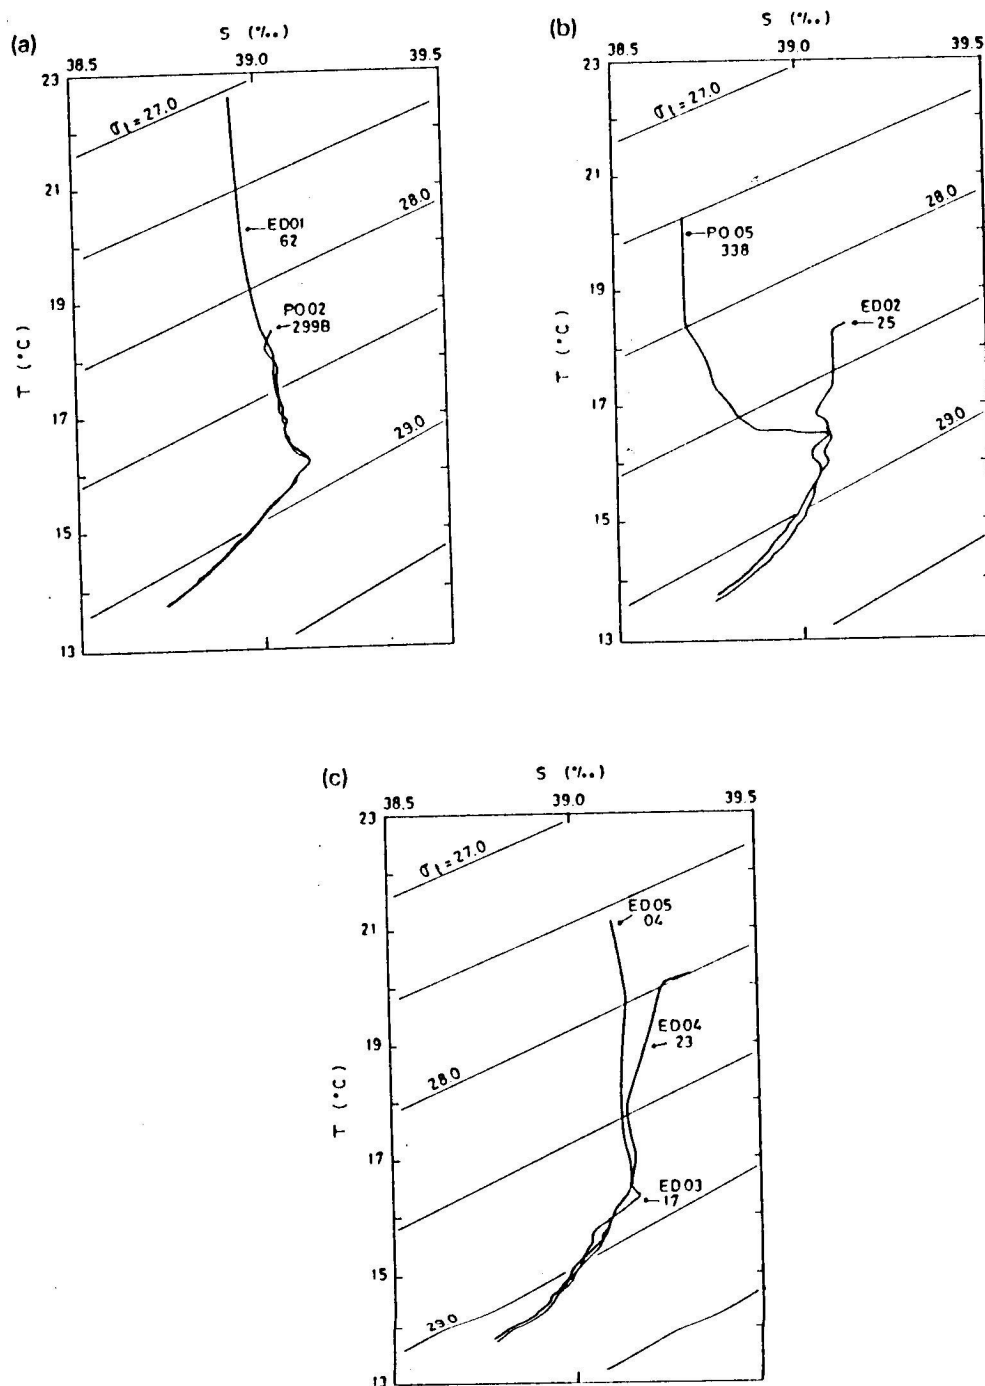 (a)
S (‰)
38.5 39.0 39.5
23
21
19
17
15
13
T (°C)
σt = 27.0
28.0
29.0
ED01
62
PO02
299B
(b)
S (‰)
38.5 39.0 39.5
23
21
19
17
15
13
T (°C)
σt = 27.0
28.0
29.0
PO05
338
ED02
25
(c)
S (‰)
38.5 39.0 39.5
23
21
19
17
15
13
T (°C)
σt = 27.0
28.0
29.0
ED05
04
ED04
23
ED03
17